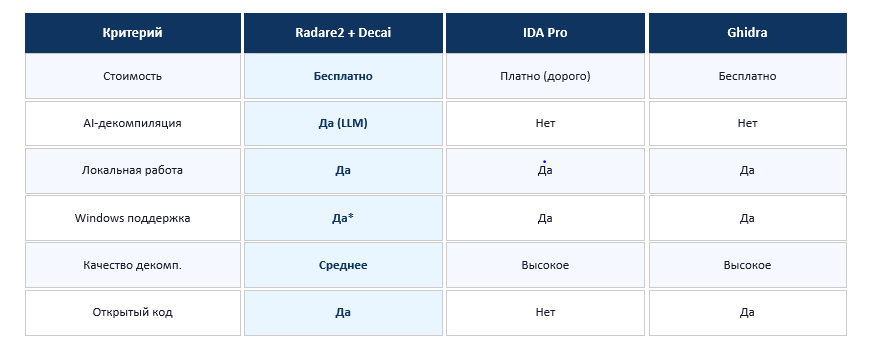 Критерий Radare2 + Decai IDA Pro Ghidra
Стоимость Бесплатно Платно (дорого) Бесплатно
AI-декомпиляция Да (LLM) Нет Нет
Локальная работа Да Да Да
Windows поддержка Да* Да Да
Качество декомп. Среднее Высокое Высокое
Открытый код Да Нет Да